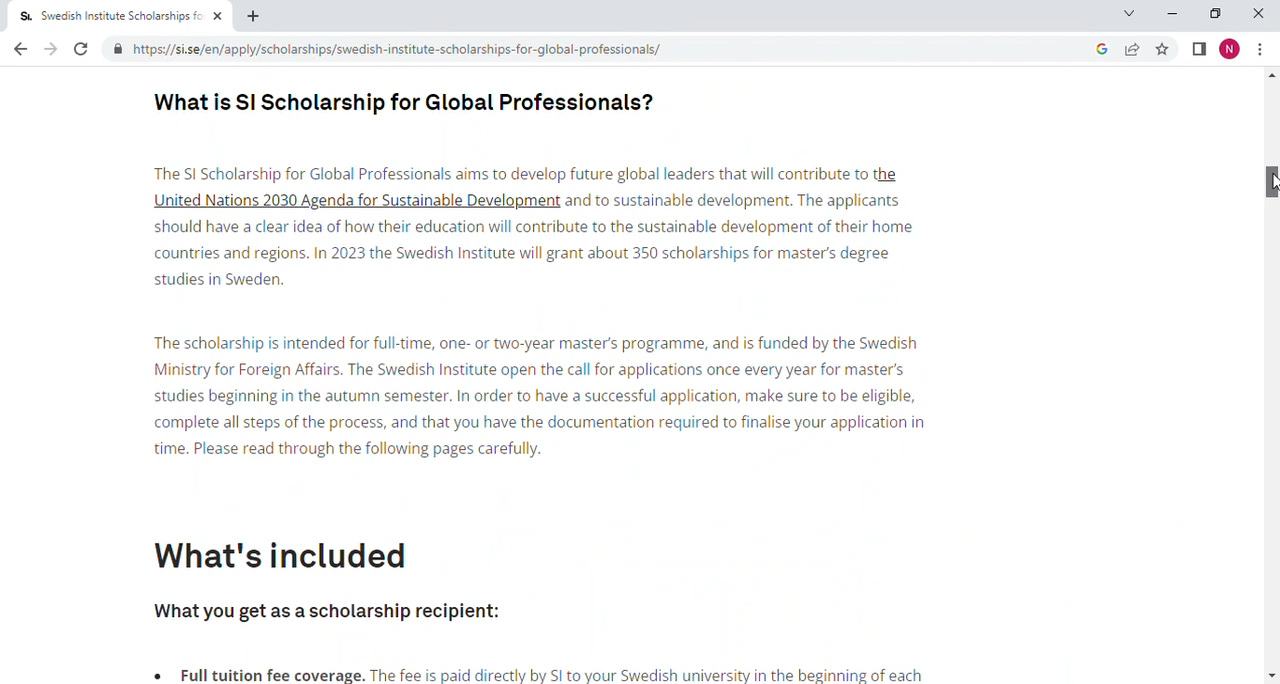 Si. Swedish Institute Scholarships fo
https://si.se/en/apply/scholarships/swedish-institute-scholarships-for-global-professionals/
G
N
What is SI Scholarship for Global Professionals?
The SI Scholarship for Global Professionals aims to develop future global leaders that will contribute to the
United Nations 2030 Agenda for Sustainable Development and to sustainable development. The applicants
should have a clear idea of how their education will contribute to the sustainable development of their home
countries and regions. In 2023 the Swedish Institute will grant about 350 scholarships for master's degree
studies in Sweden.
The scholarship is intended for full-time, one- or two-year master's programme, and is funded by the Swedish
Ministry for Foreign Affairs. The Swedish Institute open the call for applications once every year for master's
studies beginning in the autumn semester. In order to have a successful application, make sure to be eligible,
complete all steps of the process, and that you have the documentation required to finalise your application in
time. Please read through the following pages carefully.
What's included
What you get as a scholarship recipient:
• Full tuition fee coverage. The fee is paid directly by SI to your Swedish university in the beginning of each